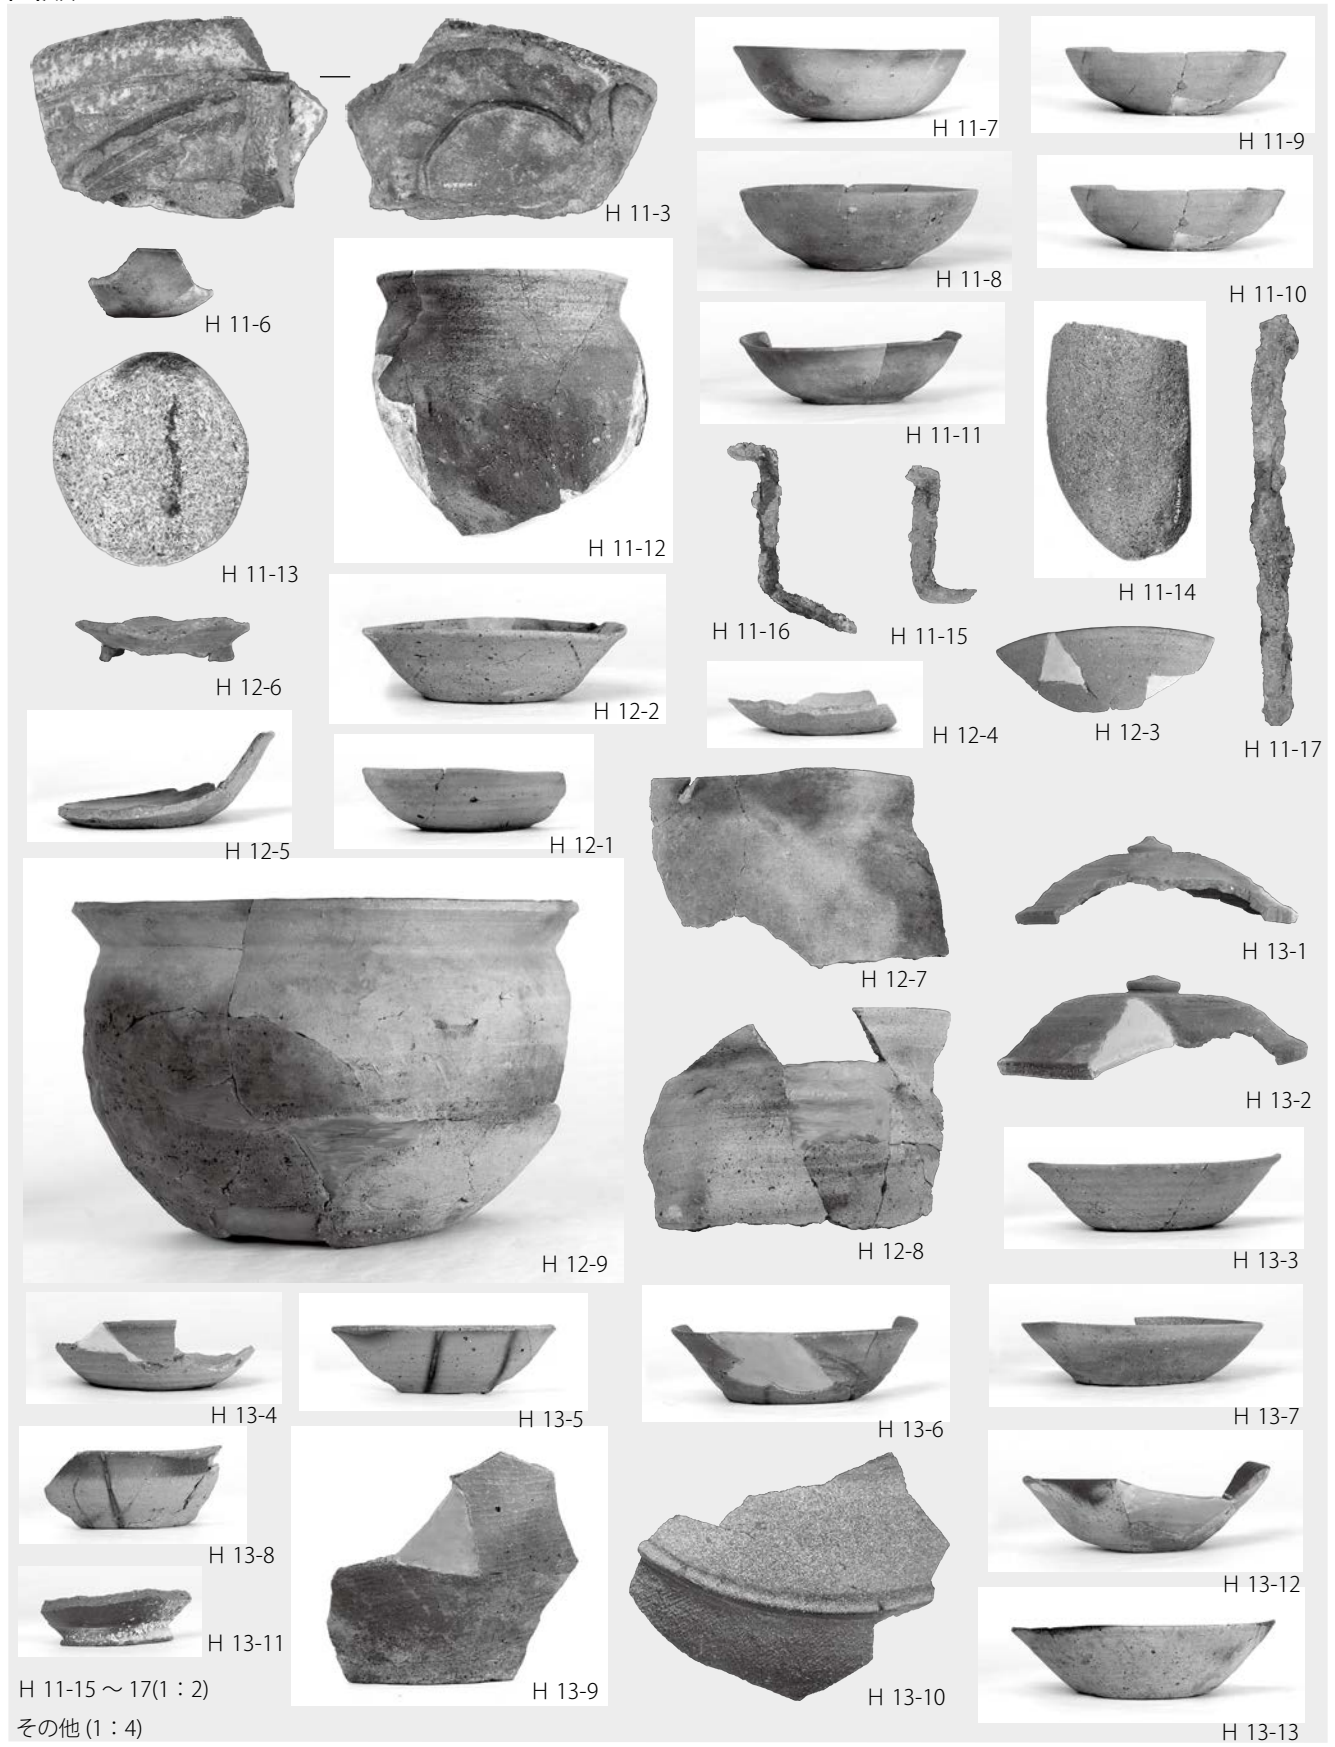 H 11-3
H 11-7
H 11-9
H 11-8
H 11-10
H 11-6
H 11-11
H 11-12
H 11-13
H 11-14
H 11-16
H 11-15
H 11-17
H 12-6
H 12-2
H 12-4
H 12-3
H 12-5
H 12-1
H 12-7
H 13-1
H 13-2
H 12-9
H 12-8
H 13-3
H 13-4
H 13-5
H 13-6
H 13-7
H 13-8
H 13-12
H 13-11
H 13-9
H 13-10
H 13-13
H 11-15 ~ 17(1：2)
その他 (1：4)